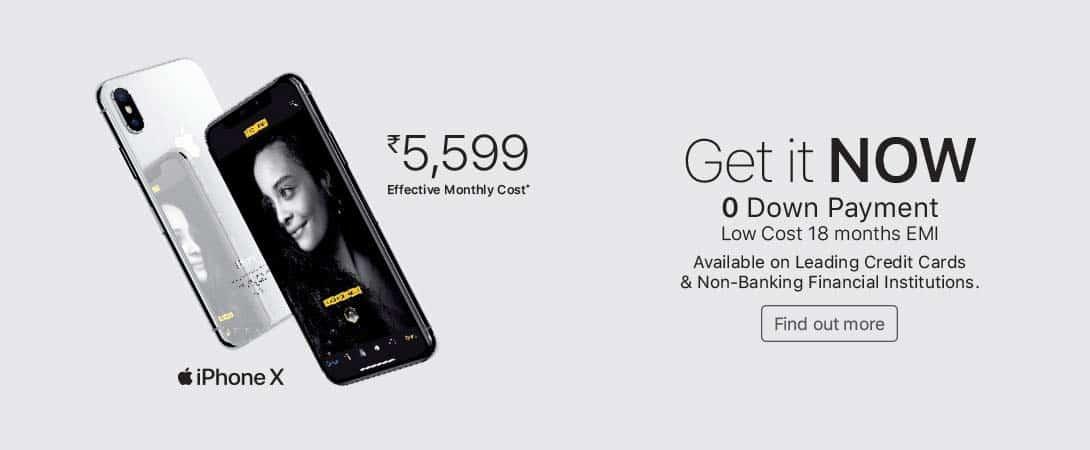 ₹5,599
Effective Monthly Cost*
iPhone X
Get it NOW
0 Down Payment
Low Cost 18 months EMI
Available on Leading Credit Cards
& Non-Banking Financial Institutions.
Find out more